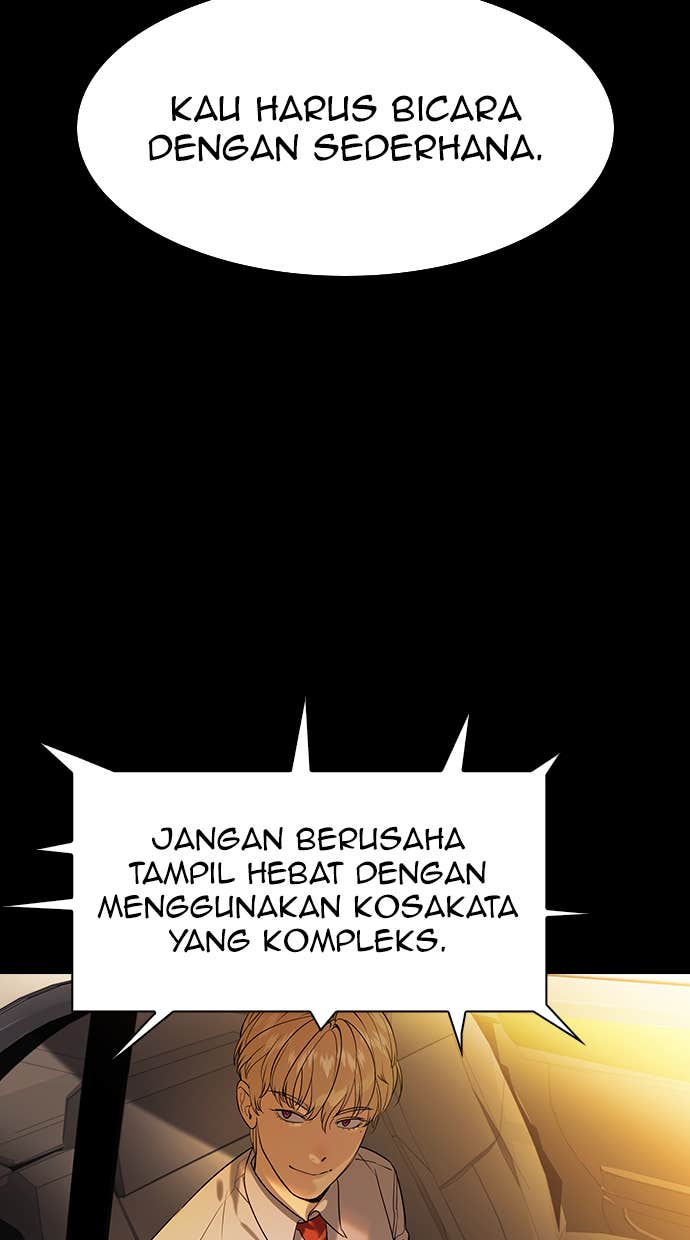 KAU HARUS BICARA
DENGAN SEDERHANA.
JANGAN BERUSAHA
TAMPIL HEBAT DENGAN
MENGGUNAKAN KOSAKATA
YANG KOMPLEKS.